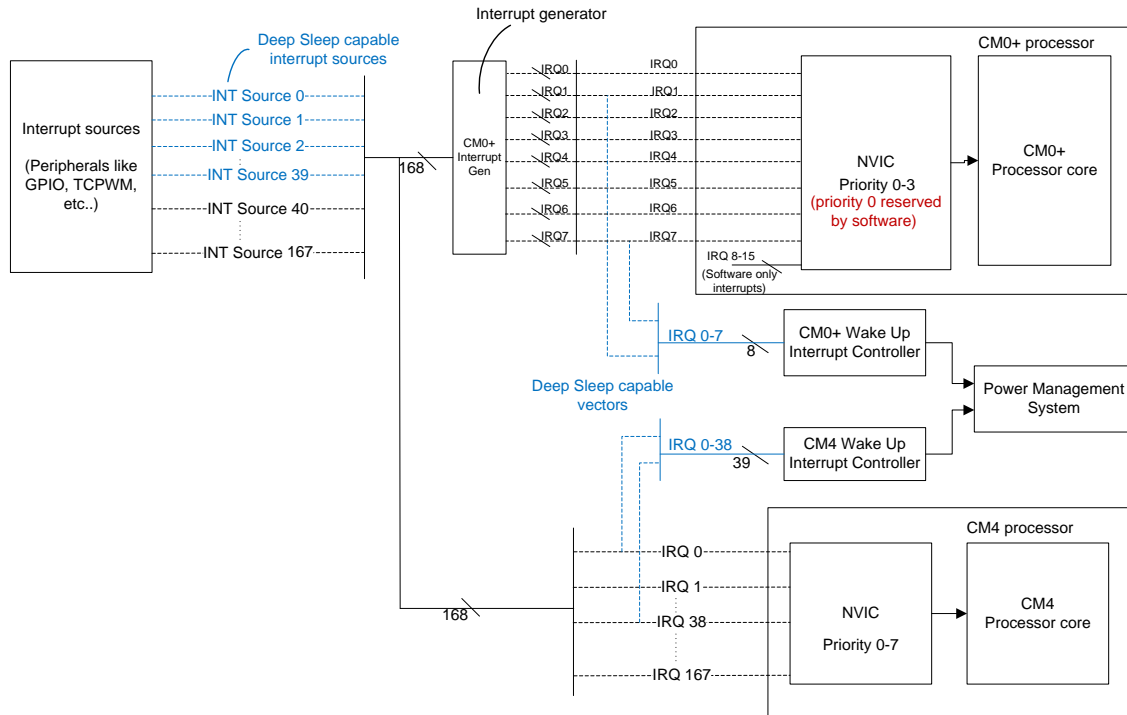 Interrupt generator
Deep Sleep capable
interrupt sources
Interrupt sources
(Peripherals like
GPIO, TCPWM,
etc..)
INT Source 0
INT Source 1
INT Source 2
INT Source 39
INT Source 40
INT Source 167
168
CM0+
Interrupt
Gen
IRQ0
IRQ1
IRQ2
IRQ3
IRQ4
IRQ5
IRQ6
IRQ7
IRQ0
IRQ1
IRQ2
IRQ3
IRQ4
IRQ5
IRQ6
IRQ7
IRQ 8-15
(Software only
interrupts)
CM0+ processor
NVIC
Priority 0-3
(priority 0 reserved
by software)
CM0+
Processor core
IRQ 0-7
8
CM0+ Wake Up
Interrupt Controller
Deep Sleep capable
vectors
Power Management
System
IRQ 0-38
39
CM4 Wake Up
Interrupt Controller
168
IRQ 0
IRQ 1
IRQ 38
IRQ 167
CM4 processor
NVIC
Priority 0-7
CM4
Processor core